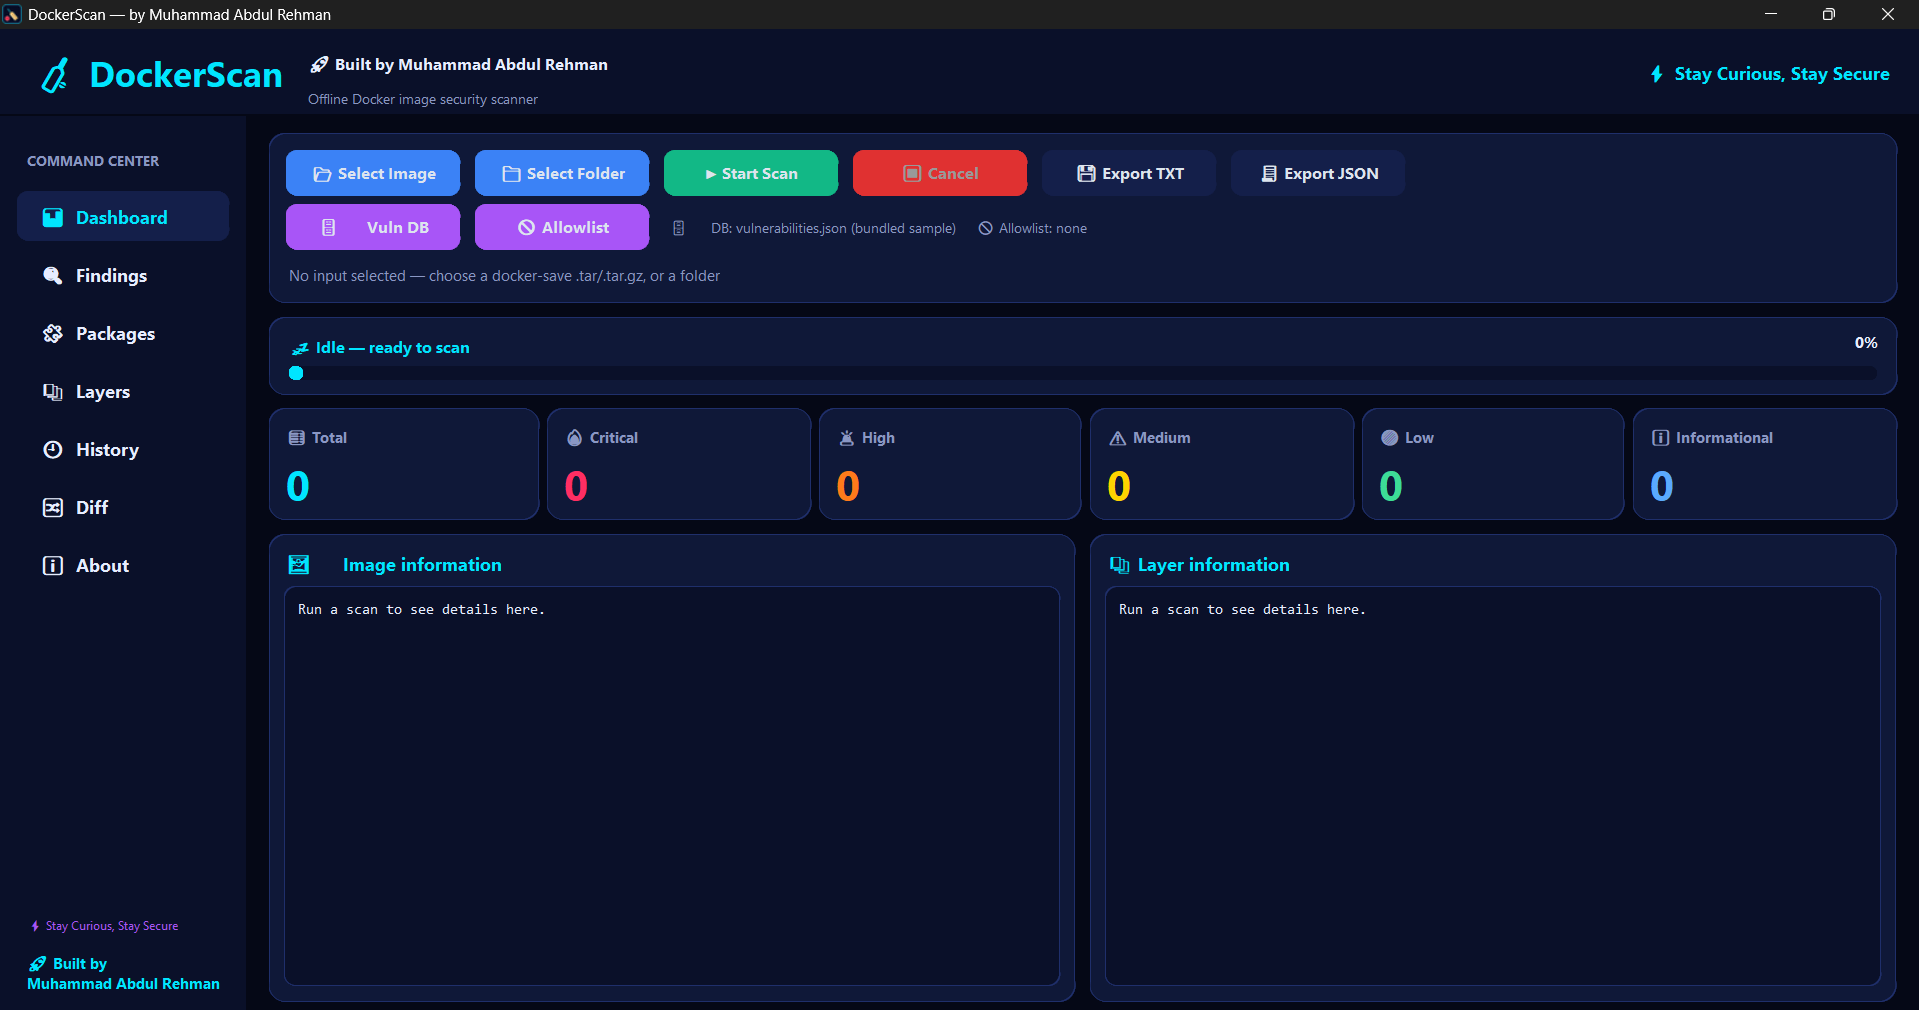 DockerScan — by Muhammad Abdul Rehman
DockerScan
Built by Muhammad Abdul Rehman
Offline Docker image security scanner
Stay Curious, Stay Secure
COMMAND CENTER
Dashboard
Findings
Packages
Layers
History
Diff
About
Stay Curious, Stay Secure
Built by
Muhammad Abdul Rehman
Select Image
Select Folder
Start Scan
Cancel
Export TXT
Export JSON
Vuln DB
Allowlist
DB: vulnerabilities.json (bundled sample)
Allowlist: none
No input selected — choose a docker-save .tar/.tar.gz, or a folder
Idle — ready to scan
0%
Total
0
Critical
0
High
0
Medium
0
Low
0
Informational
0
Image information
Run a scan to see details here.
Layer information
Run a scan to see details here.